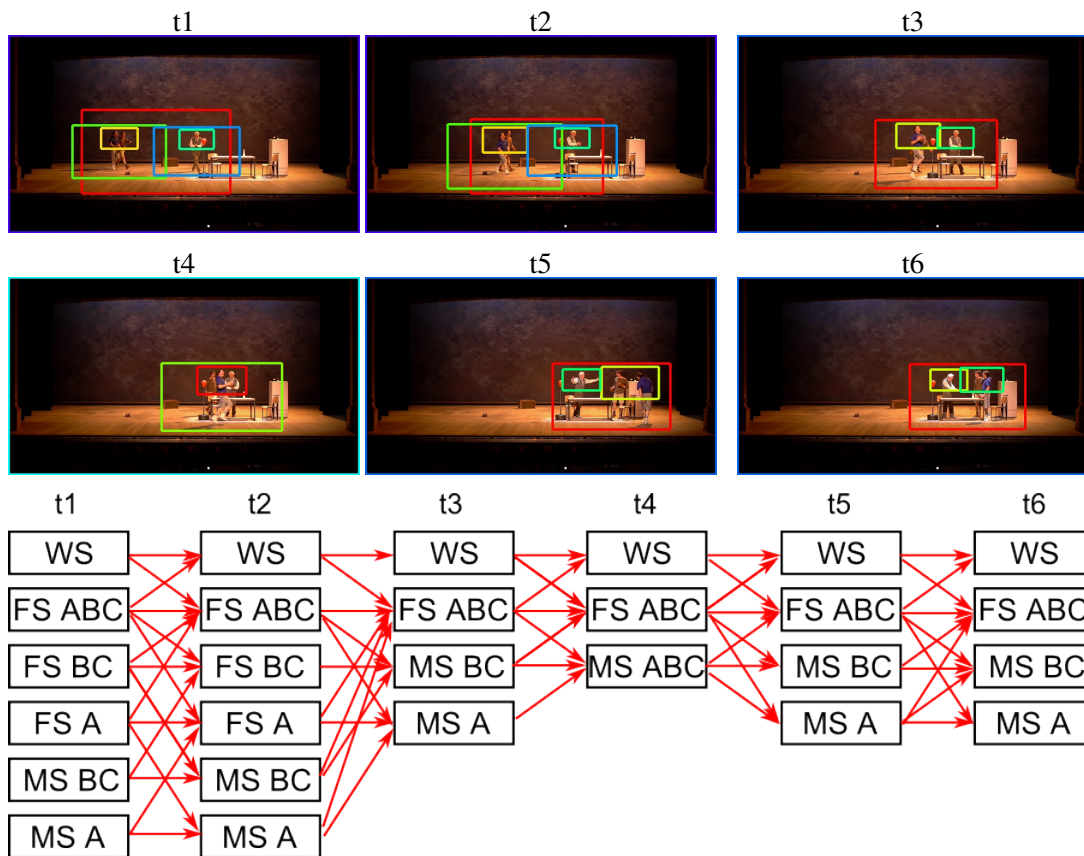 t1 t2 t3
t4 t5 t6
t1 t2 t3 t4 t5 t6
WS WS WS WS WS WS
FS ABC FS ABC FS ABC FS ABC FS ABC FS ABC
FS BC FS BC MS BC MS ABC MS BC MS BC
FS A FS A MS A MS A MS A
MS BC MS BC
MS A MS A